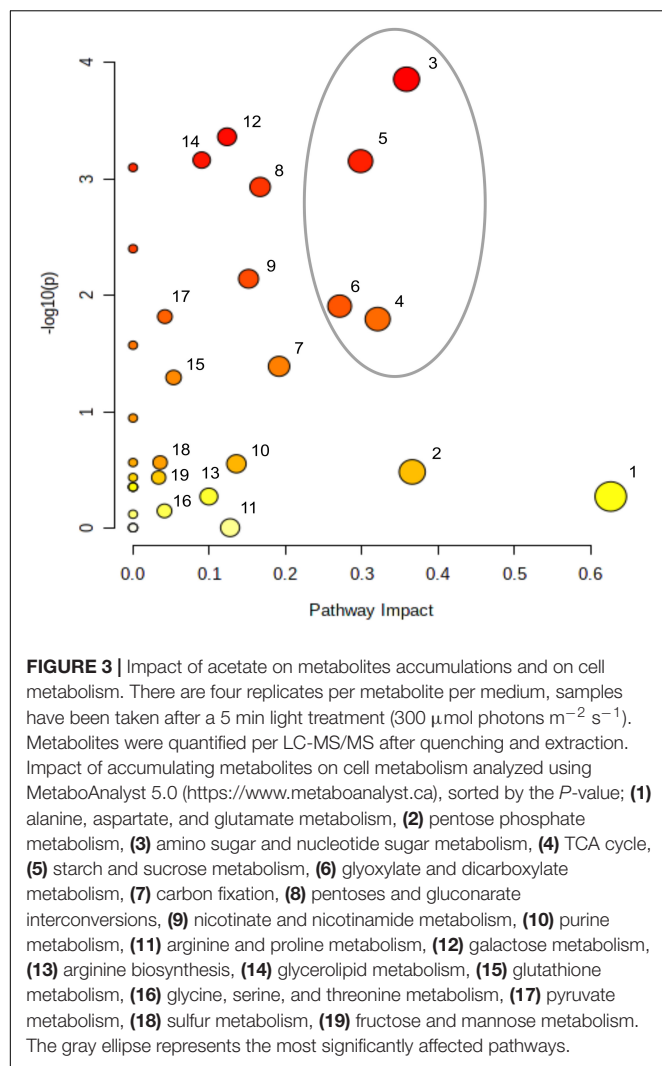 4
3
12
14
5
8
3
9
6
17
4
2
7
15
1
18
10
2
19
13
1
16
11
0
0.0 0.1 0.2 0.3 0.4 0.5 0.6
-log10(p)
Pathway Impact
FIGURE 3 | Impact of acetate on metabolites accumulations and on cell
metabolism. There are four replicates per metabolite per medium, samples
have been taken after a 5 min light treatment (300 μmol photons m−2 s−1).
Metabolites were quantified per LC-MS/MS after quenching and extraction.
Impact of accumulating metabolites on cell metabolism analyzed using
MetaboAnalyst 5.0 (https://www.metaboanalyst.ca), sorted by the P-value; (1)
alanine, aspartate, and glutamate metabolism, (2) pentose phosphate
metabolism, (3) amino sugar and nucleotide sugar metabolism, (4) TCA cycle,
(5) starch and sucrose metabolism, (6) glyoxylate and dicarboxylate
metabolism, (7) carbon fixation, (8) pentoses and gluconarate
interconversions, (9) nicotinate and nicotinamide metabolism, (10) purine
metabolism, (11) arginine and proline metabolism, (12) galactose metabolism,
(13) arginine biosynthesis, (14) glycerolipid metabolism, (15) glutathione
metabolism, (16) glycine, serine, and threonine metabolism, (17) pyruvate
metabolism, (18) sulfur metabolism, (19) fructose and mannose metabolism.
The gray ellipse represents the most significantly affected pathways.